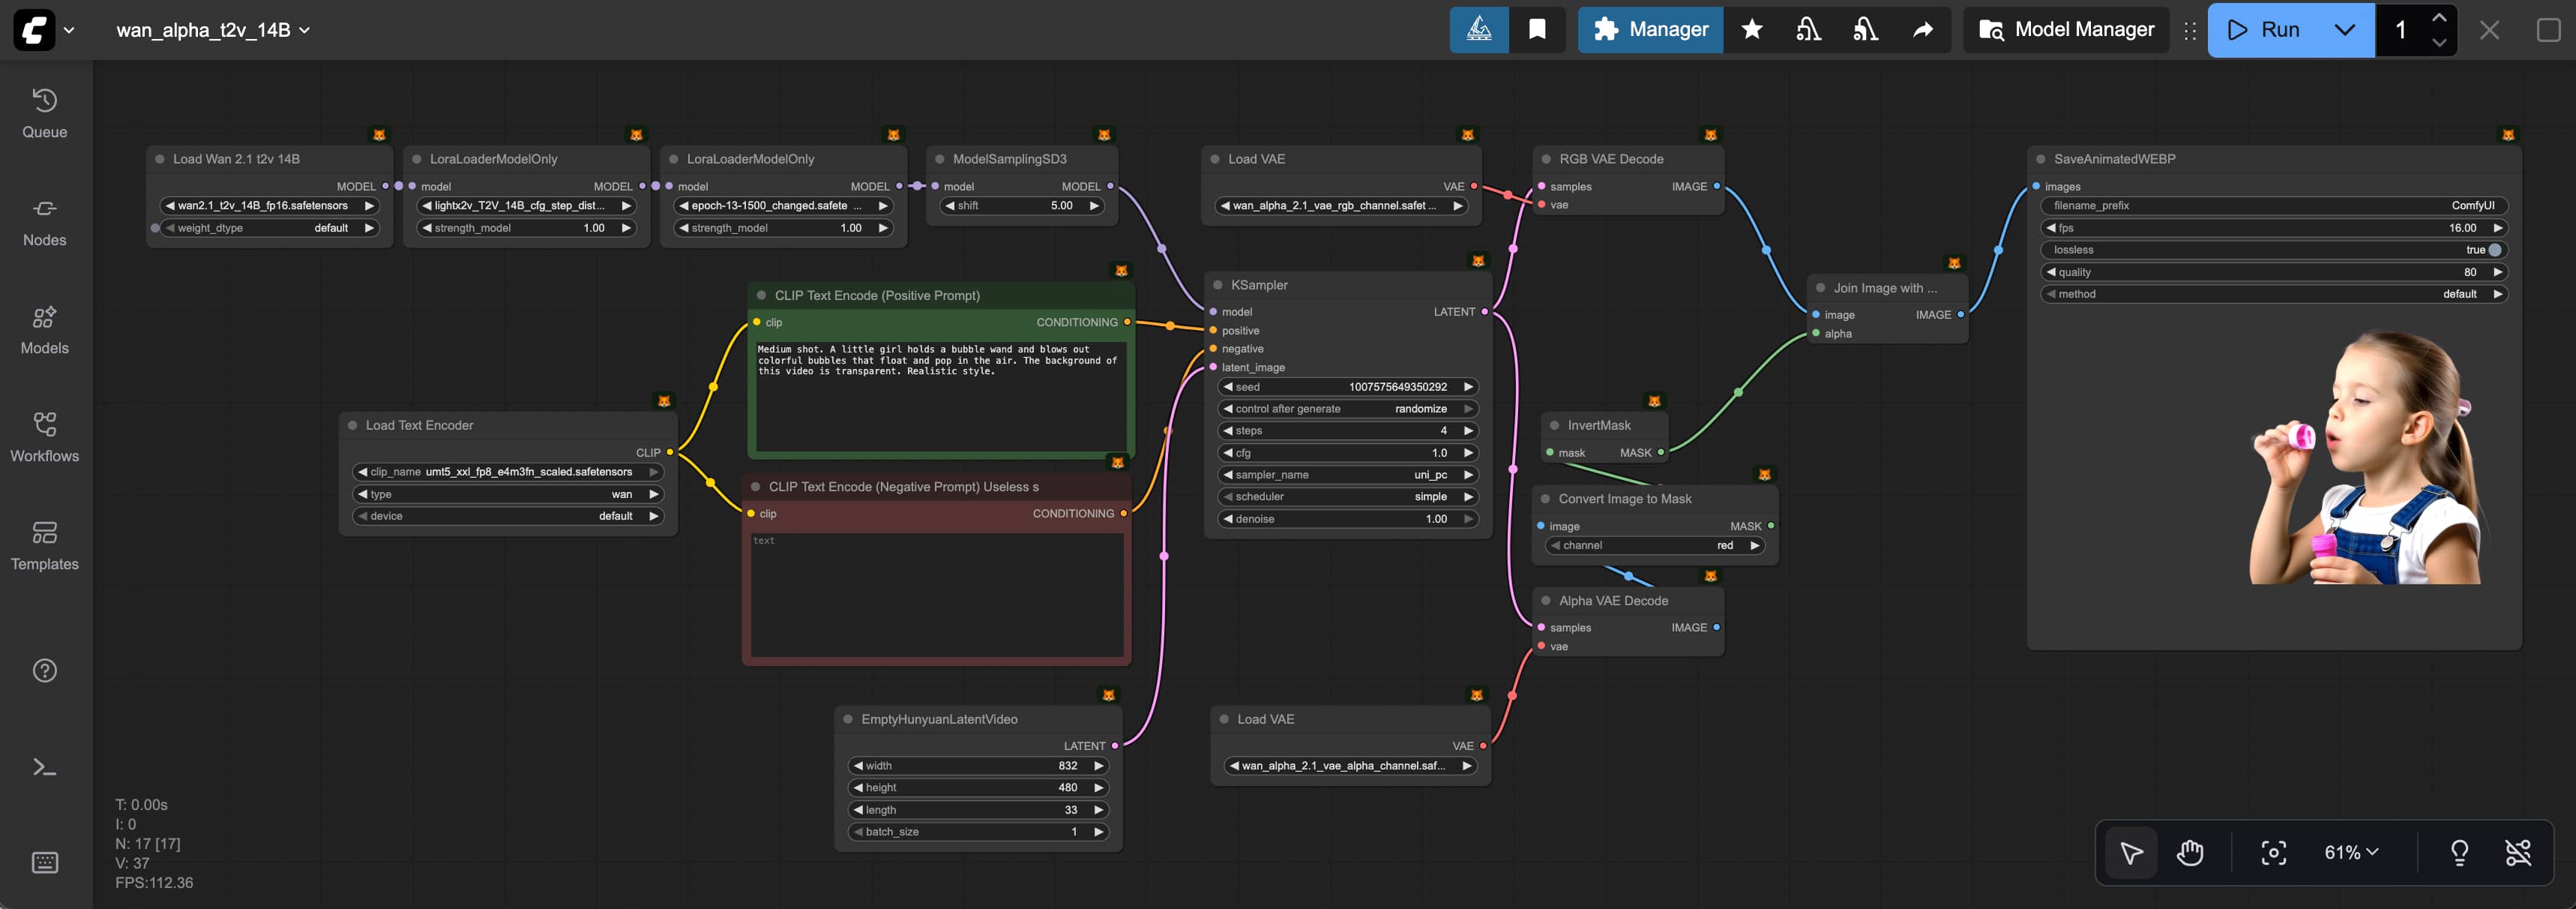 wan_alpha_t2v_14B
Manager
Model Manager
Run
1
Queue
Nodes
Models
Workflows
Templates
Load Wan 2.1 t2v 14B
MODEL
wan2.1_t2v_14B_fp16.safetensors
weight_dtype default
LoraLoaderModelOnly
model MODEL
lightx2v_T2V_14B_cfg_step_dist...
strength_model 1.00
LoraLoaderModelOnly
model MODEL
epoch-13-1500_changed.safete ...
strength_model 1.00
ModelSamplingSD3
model MODEL
shift 5.00
Load VAE
VAE
wan_alpha_2.1_vae_rgb_channel.safet ...
RGB VAE Decode
samples IMAGE
vae
SaveAnimatedWEBP
images
filename_prefix ComfyUI
fps 16.00
lossless true
quality 80
method default
CLIP Text Encode (Positive Prompt)
clip CONDITIONING
Medium shot. A little girl holds a bubble wand and blows out
colorful bubbles that float and pop in the air. The background of
this video is transparent. Realistic style.
KSampler
model LATENT
positive
negative
latent_image
seed 1007575649350292
control after generate randomize
steps 4
cfg 1.0
sampler_name uni_pc
scheduler simple
denoise 1.00
Join Image with ...
image IMAGE
alpha
Load Text Encoder
CLIP
clip_name umt5_xxl_fp8_e4m3fn_scaled.safetensors
type wan
device default
InvertMask
mask MASK
CLIP Text Encode (Negative Prompt) Useless s
clip CONDITIONING
text
Convert Image to Mask
image MASK
channel red
Alpha VAE Decode
samples IMAGE
vae
EmptyHunyuanLatentVideo
LATENT
width 832
height 480
length 33
batch_size 1
Load VAE
VAE
wan_alpha_2.1_vae_alpha_channel.saf...
T: 0.00s
I: 0
N: 17 [17]
V: 37
FPS:112.36
61%